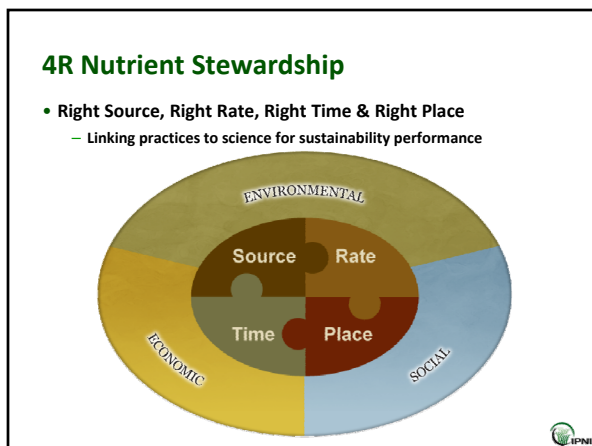 4R Nutrient Stewardship
• Right Source, Right Rate, Right Time & Right Place
– Linking practices to science for sustainability performance
ENVIRONMENTAL
Source Rate
Time Place
ECONOMIC
SOCIAL
IPNI